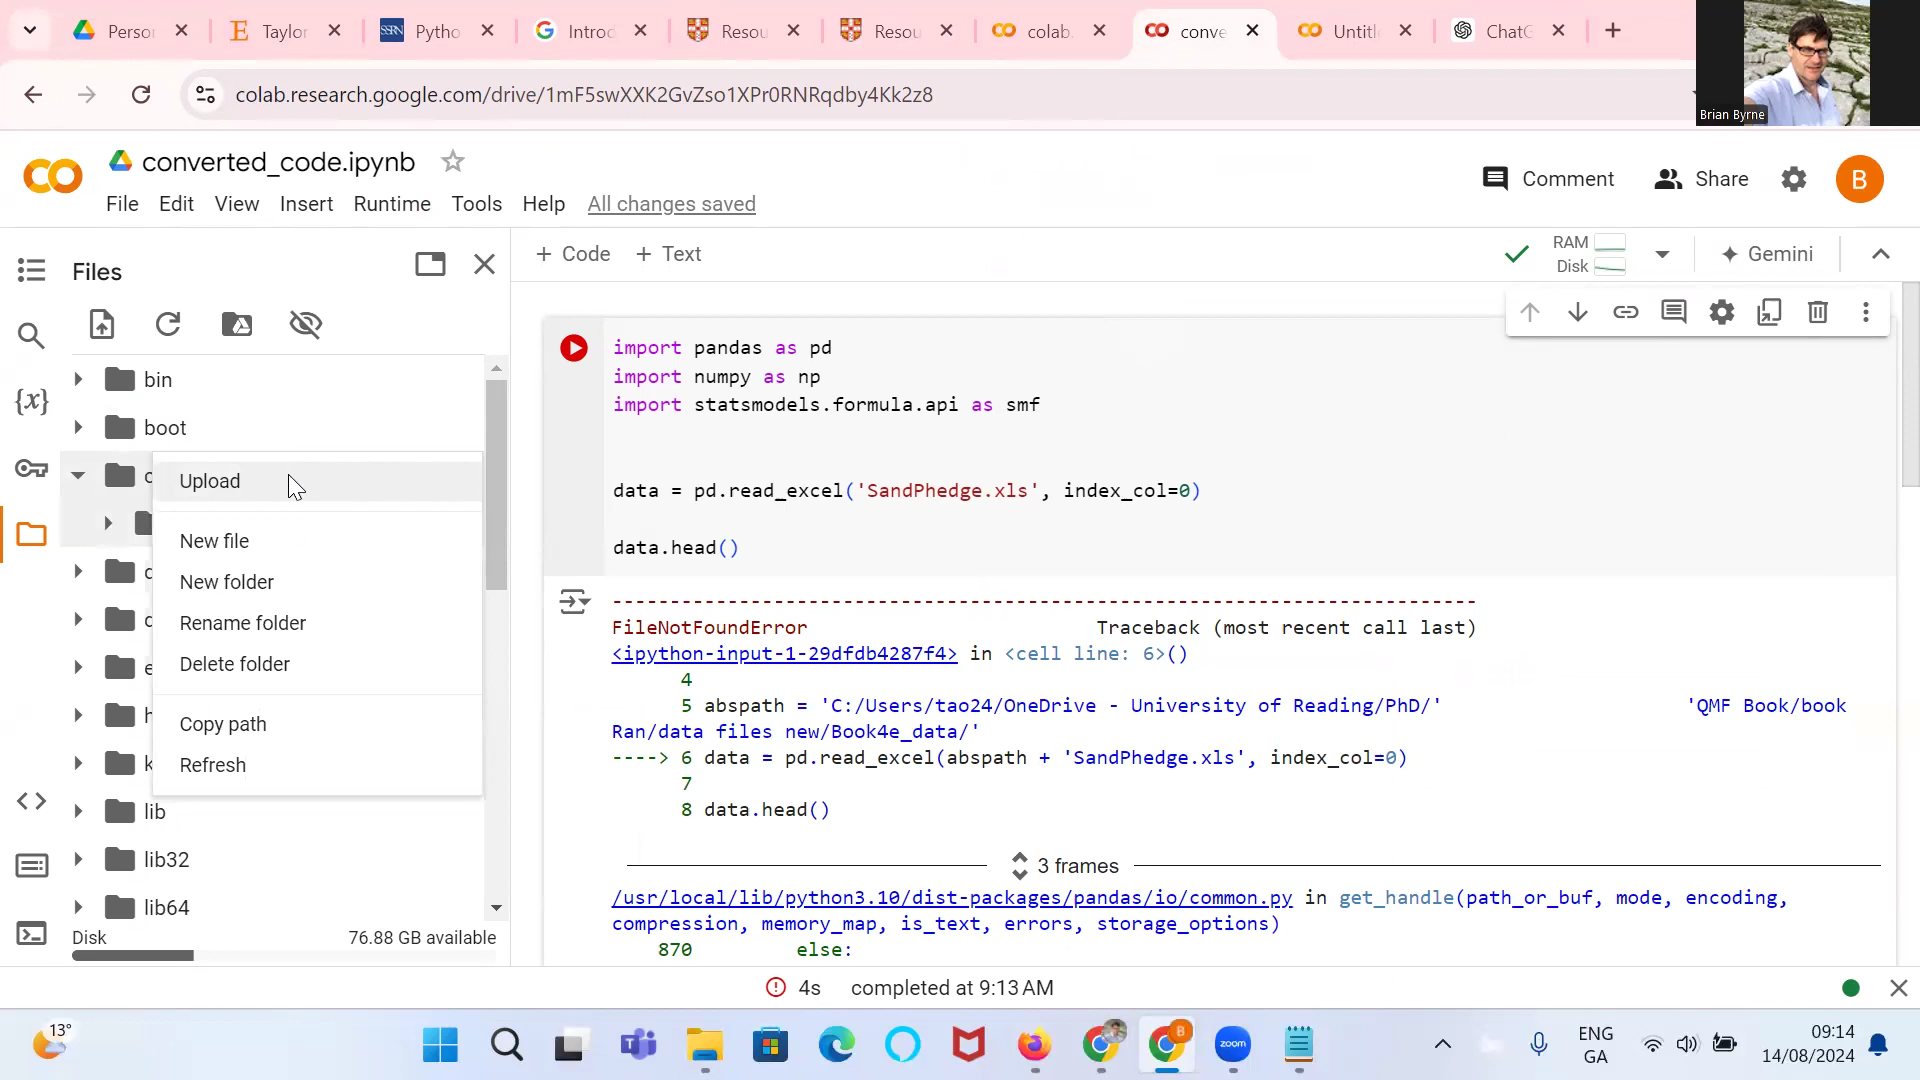 Perso
Taylor
SSRN Pytho
Introd
Resou
Resou
colab.
conve
Untitl
ChatG
colab.research.google.com/drive/1mF5swXXK2GvZso1XPr0RNRqdby4Kk2z8
Brian Byrne
converted_code.ipynb
Comment
Share
B
File Edit View Insert Runtime Tools Help All changes saved
Files
+ Code + Text
RAM
Disk
Gemini
bin
boot
Upload
New file
New folder
Rename folder
Delete folder
Copy path
Refresh
lib
lib32
lib64
Disk 76.88 GB available
import pandas as pd
import numpy as np
import statsmodels.formula.api as smf
data = pd.read_excel('SandPhedge.xls', index_col=0)
data.head()
---------------------------------------------------------------------------
FileNotFoundError Traceback (most recent call last)
<ipython-input-1-29dfdb4287f4> in <cell line: 6>()
4
5 abspath = 'C:/Users/tao24/OneDrive - University of Reading/PhD/' 'QMF Book/book
Ran/data files new/Book4e_data/'
----> 6 data = pd.read_excel(abspath + 'SandPhedge.xls', index_col=0)
7
8 data.head()
3 frames
/usr/local/lib/python3.10/dist-packages/pandas/io/common.py in get_handle(path_or_buf, mode, encoding,
compression, memory_map, is_text, errors, storage_options)
870 else:
4s completed at 9:13 AM
13°
zoom
ENG
GA
09:14
14/08/2024